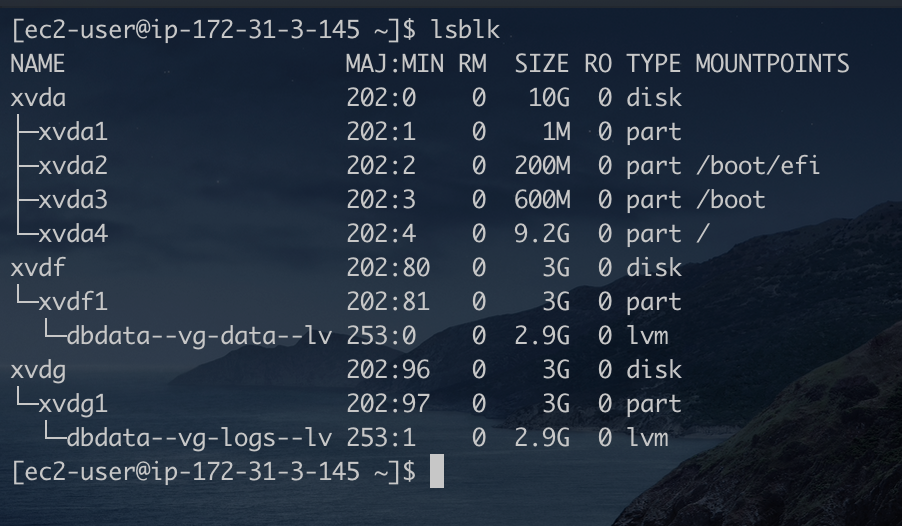 [ec2-user@ip-172-31-3-145 ~]$ lsblk
NAME                    MAJ:MIN RM  SIZE RO TYPE MOUNTPOINTS
xvda                    202:0    0   10G  0 disk
├─xvda1                 202:1    0    1M  0 part
├─xvda2                 202:2    0  200M  0 part /boot/efi
├─xvda3                 202:3    0  600M  0 part /boot
└─xvda4                 202:4    0  9.2G  0 part /
xvdf                    202:80   0    3G  0 disk
└─xvdf1                 202:81   0    3G  0 part
  └─dbdata--vg-data--lv 253:0    0  2.9G  0 lvm
xvdg                    202:96   0    3G  0 disk
└─xvdg1                 202:97   0    3G  0 part
  └─dbdata--vg-logs--lv 253:1    0  2.9G  0 lvm
[ec2-user@ip-172-31-3-145 ~]$